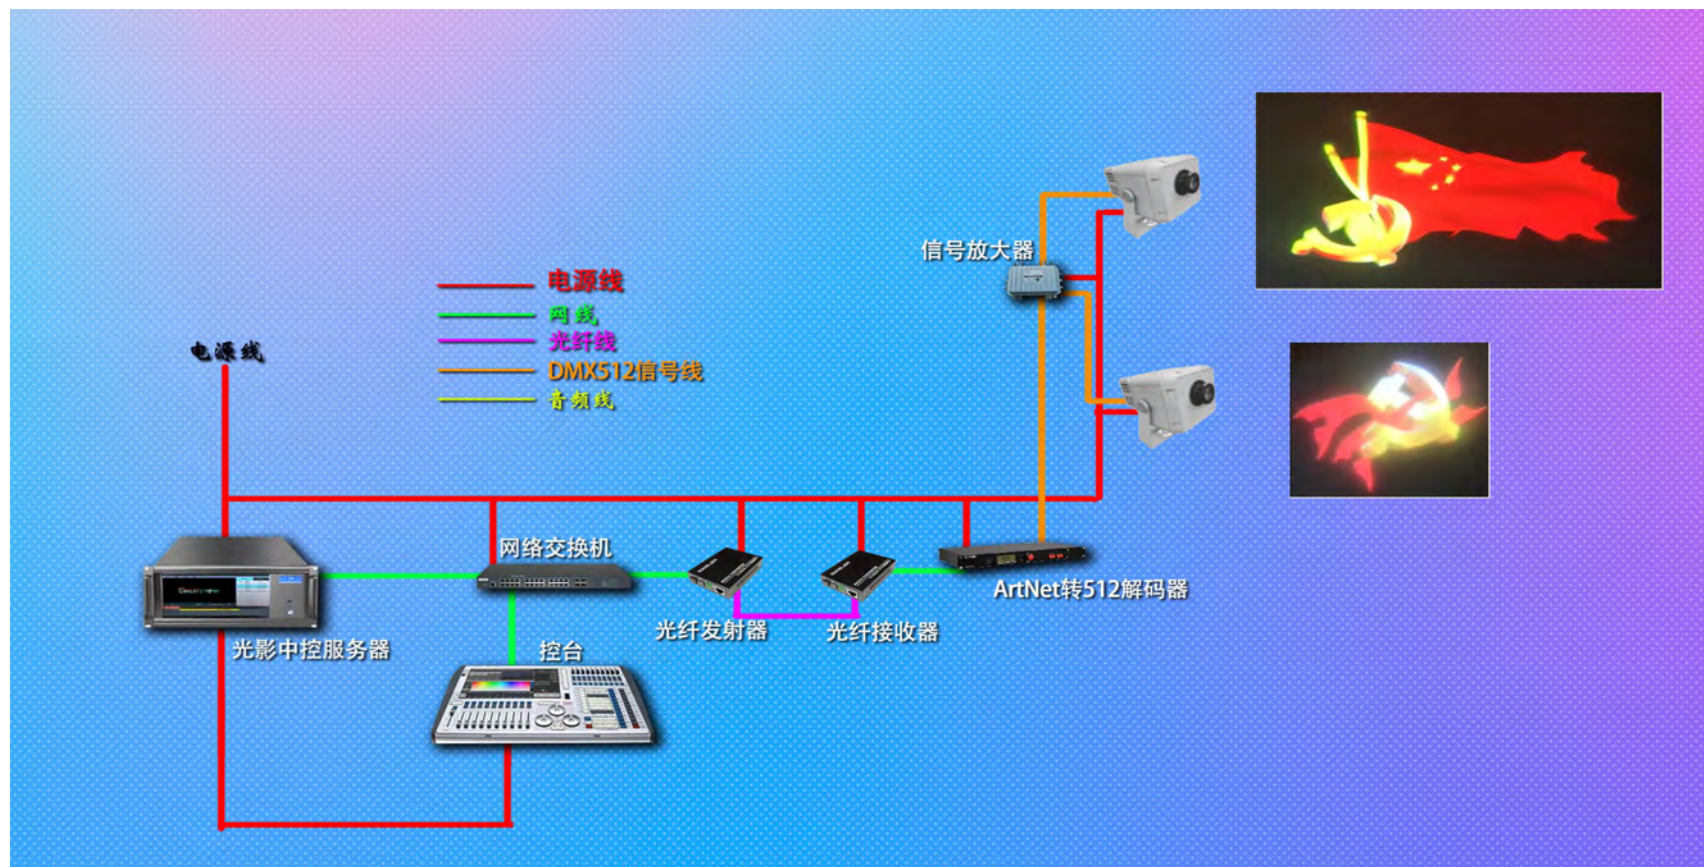 信号放大器
电源线
网线
光纤线
DMX512信号线
音频线
电源线
网络交换机
ArtNet转512解码器
光纤发射器
光纤接收器
光影中控服务器
控台